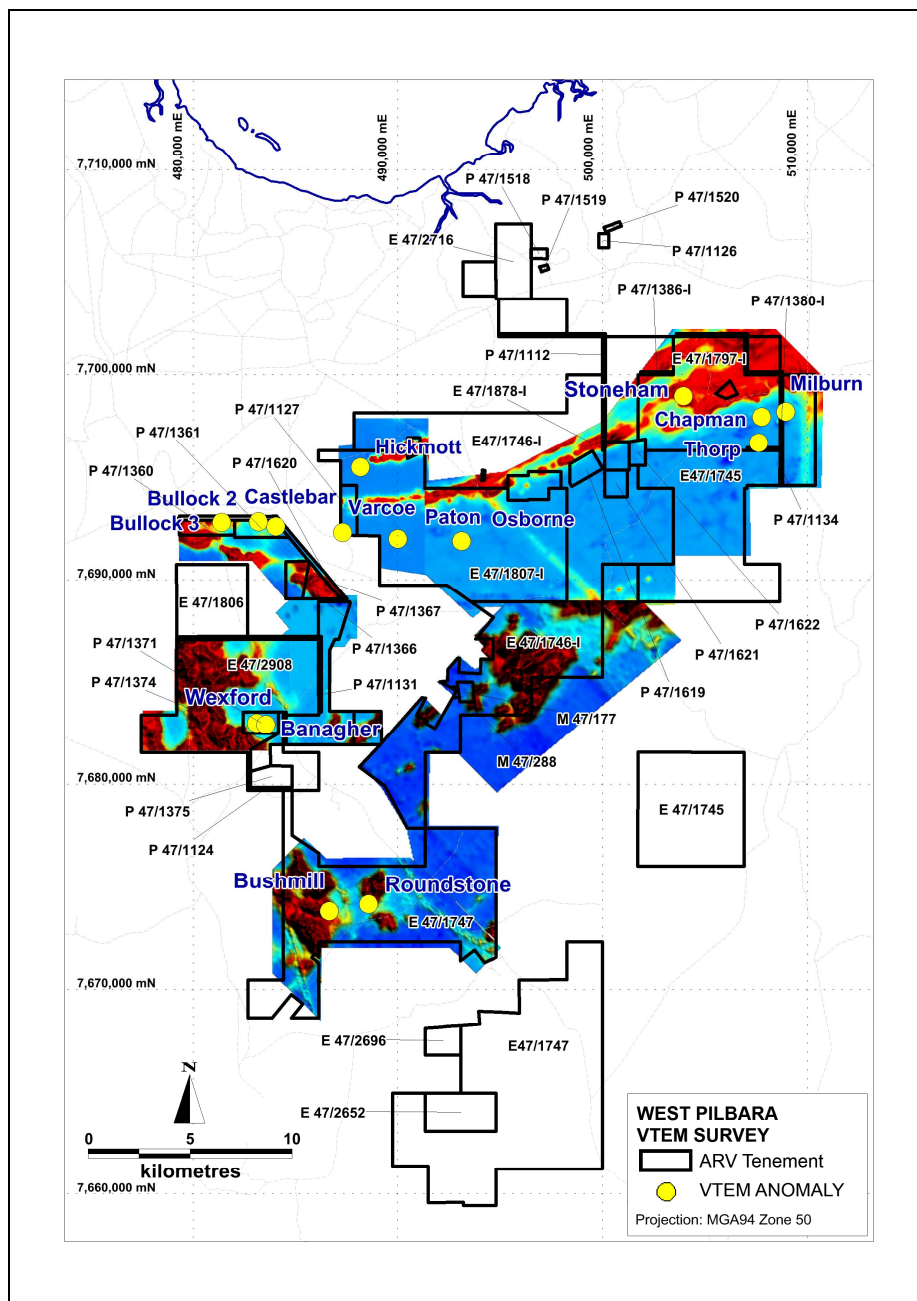 480,000 mE
490,000 mE
500,000 mE
510,000 mE
7,710,000 mN
P 47/1518
P 47/1519
P 47/1520
E 47/2716
P 47/1126
P 47/1386-I
P 47/1380-I
P 47/1112
E 47/1797-I
7,700,000 mN
E 47/1878-I
Stoneham
Milburn
P 47/1127
Chapman
P 47/1361
Hickmott
E47/1746-I
Thorp
P 47/1360
P 47/1620
E47/1745
Bullock 2
Castlebar
Varcoe
Paton
Osborne
Bullock 3
P 47/1134
7,690,000 mN
E 47/1807-I
E 47/1806
P 47/1367
P 47/1622
P 47/1371
P 47/1366
E 47/1746-I
P 47/1621
E 47/2908
P 47/1374
P 47/1131
P 47/1619
Wexford
M 47/177
Banagher
M 47/288
7,680,000 mN
P 47/1375
E 47/1745
P 47/1124
Bushmill
Roundstone
E 47/1747
7,670,000 mN
E 47/2696
E47/1747
N
E 47/2652
0 5 10
kilometres
7,660,000 mN
WEST PILBARA
VTEM SURVEY
ARV Tenement
VTEM ANOMALY
Projection: MGA94 Zone 50